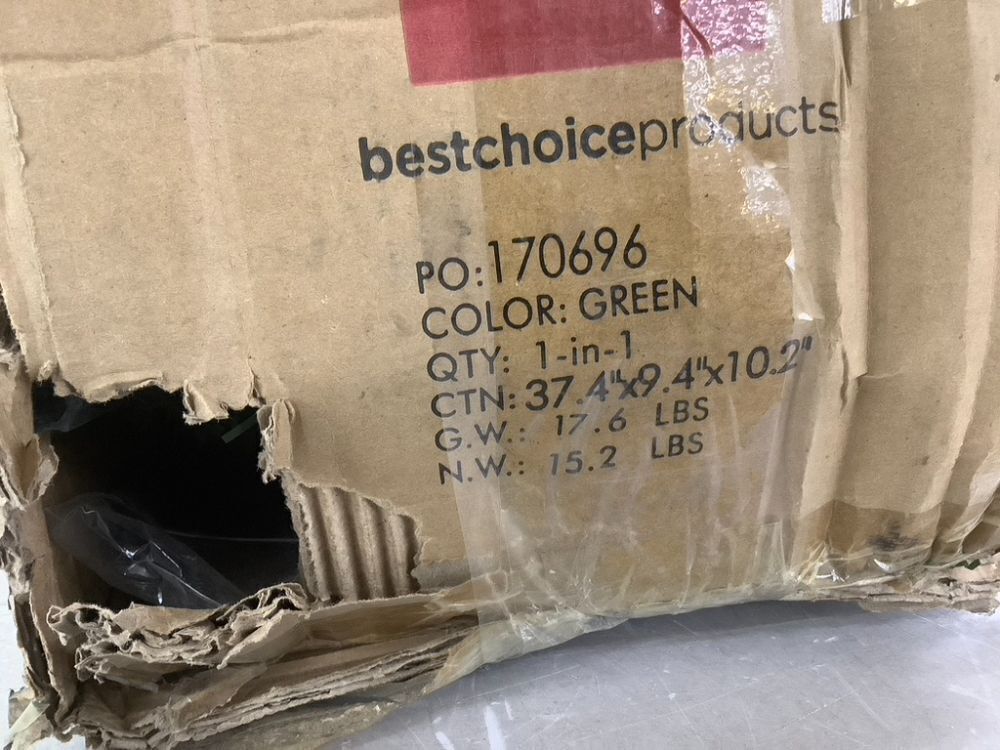 bestchoiceproducts
PO:170696
COLOR: GREEN
QTY: 1-in-1
CTN: 37.4"x9.4"x10.2"
G.W.: 17.6 LBS
N.W.: 15.2 LBS